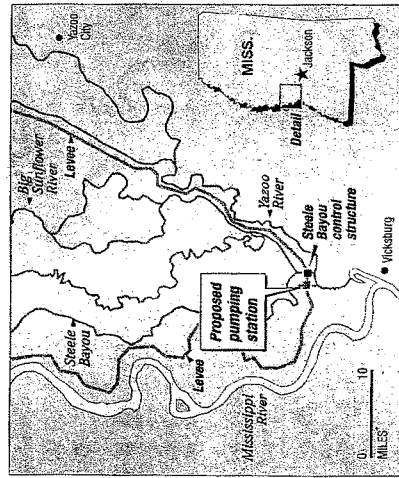 Yazoo
City
Big
Sunflower
River
Levee
MISS.
Jackson
Detail
Steele
Bayou
Yazoo
River
Steele
Bayou
control
structure
Proposed
pumping
station
Levee
Mississippi
River
Vicksburg
0
10
MILES